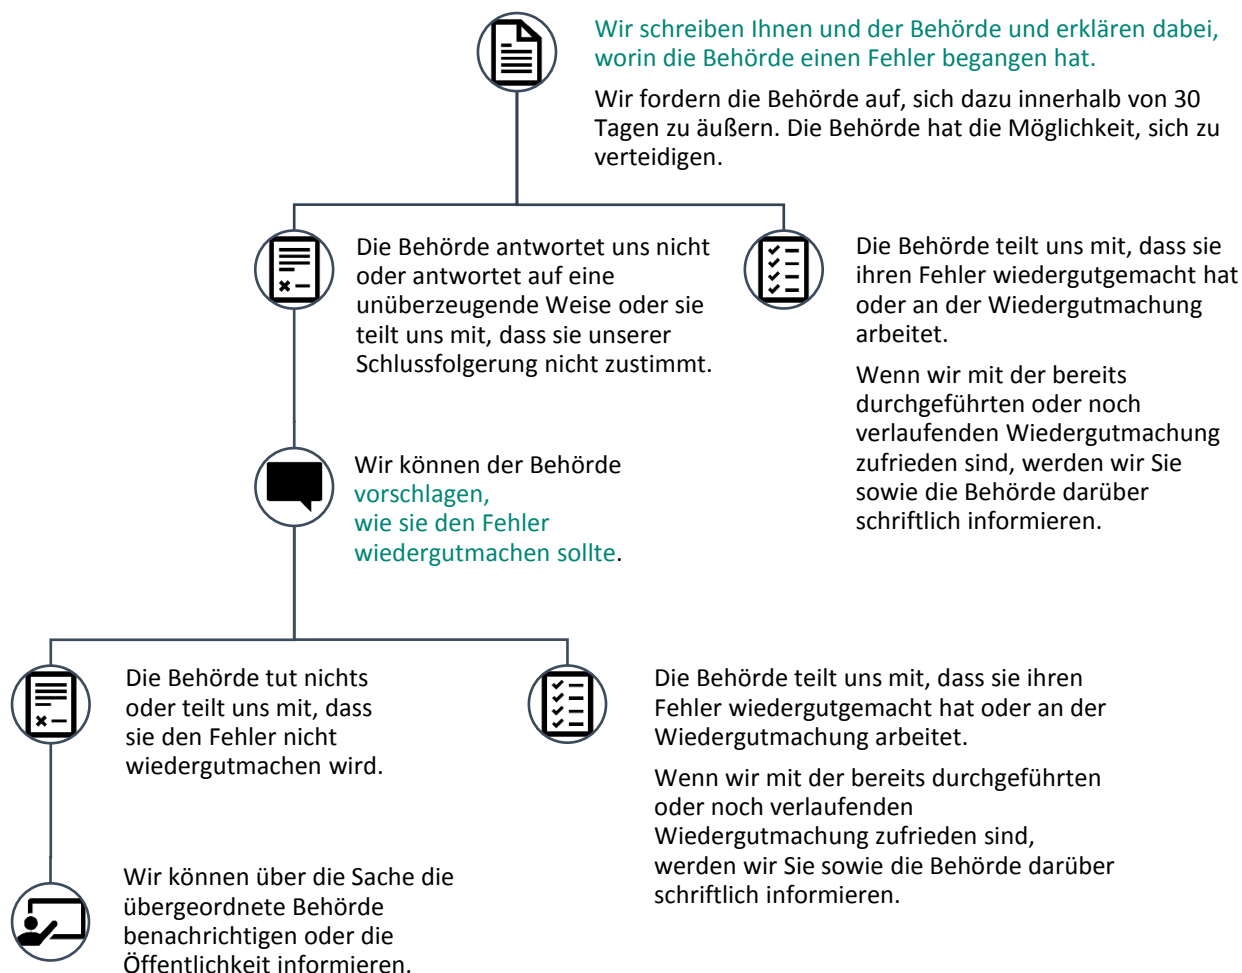 Wir schreiben Ihnen und der Behörde und erklären dabei,
worin die Behörde einen Fehler begangen hat.
Wir fordern die Behörde auf, sich dazu innerhalb von 30
Tagen zu äußern. Die Behörde hat die Möglichkeit, sich zu
verteidigen.
Die Behörde antwortet uns nicht
oder antwortet auf eine
unüberzeugende Weise oder sie
teilt uns mit, dass sie unserer
Schlussfolgerung nicht zustimmt.
Die Behörde teilt uns mit, dass sie
ihren Fehler wiedergutgemacht hat
oder an der Wiedergutmachung
arbeitet.
Wenn wir mit der bereits
durchgeführten oder noch
verlaufenden Wiedergutmachung
zufrieden sind, werden wir Sie
sowie die Behörde darüber
schriftlich informieren.
Wir können der Behörde
vorschlagen,
wie sie den Fehler
wiedergutmachen sollte.
Die Behörde tut nichts
oder teilt uns mit, dass
sie den Fehler nicht
wiedergutmachen wird.
Die Behörde teilt uns mit, dass sie ihren
Fehler wiedergutgemacht hat oder an der
Wiedergutmachung arbeitet.
Wenn wir mit der bereits durchgeführten
oder noch verlaufenden
Wiedergutmachung zufrieden sind,
werden wir Sie sowie die Behörde darüber
schriftlich informieren.
Wir können über die Sache die
übergeordnete Behörde
benachrichtigen oder die
Öffentlichkeit informieren.